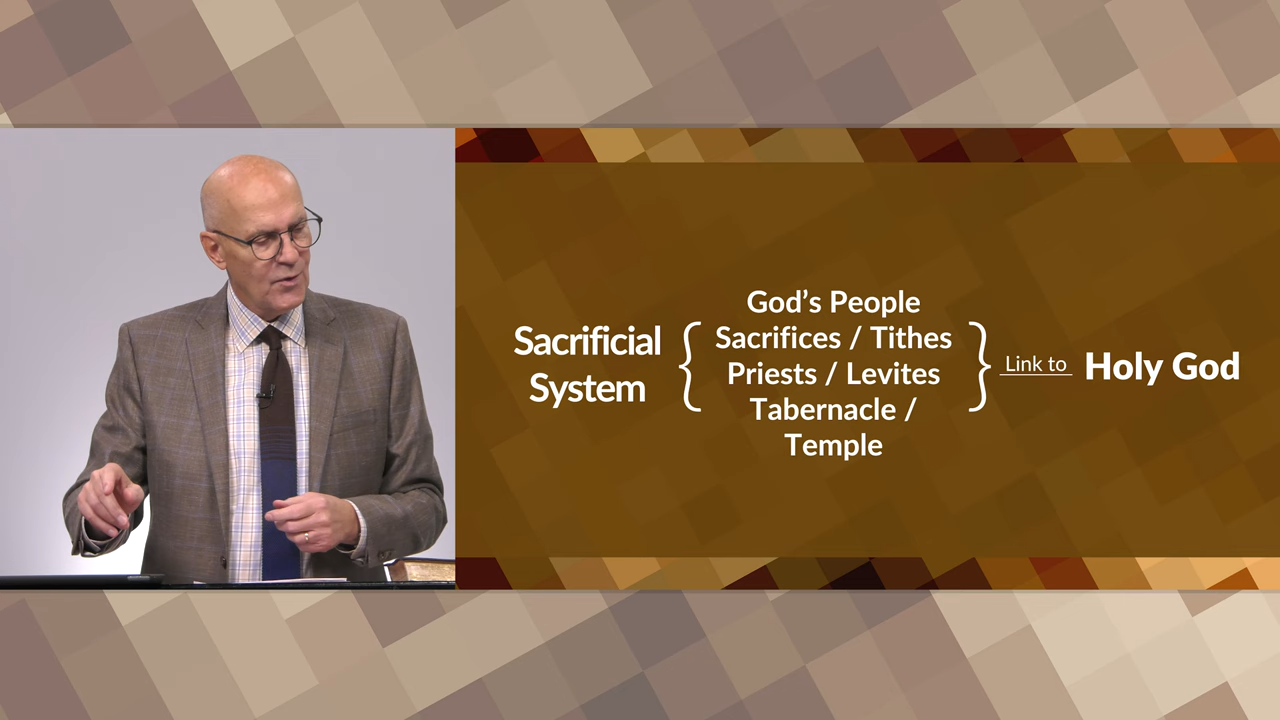 Sacrificial
System
God’s People
Sacrifices / Tithes
Priests / Levites
Tabernacle /
Temple
Link to
Holy God